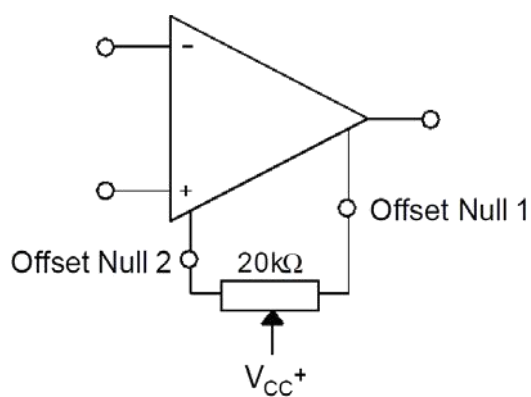 -
+
Offset Null 1
Offset Null 2
20kΩ
VCC+